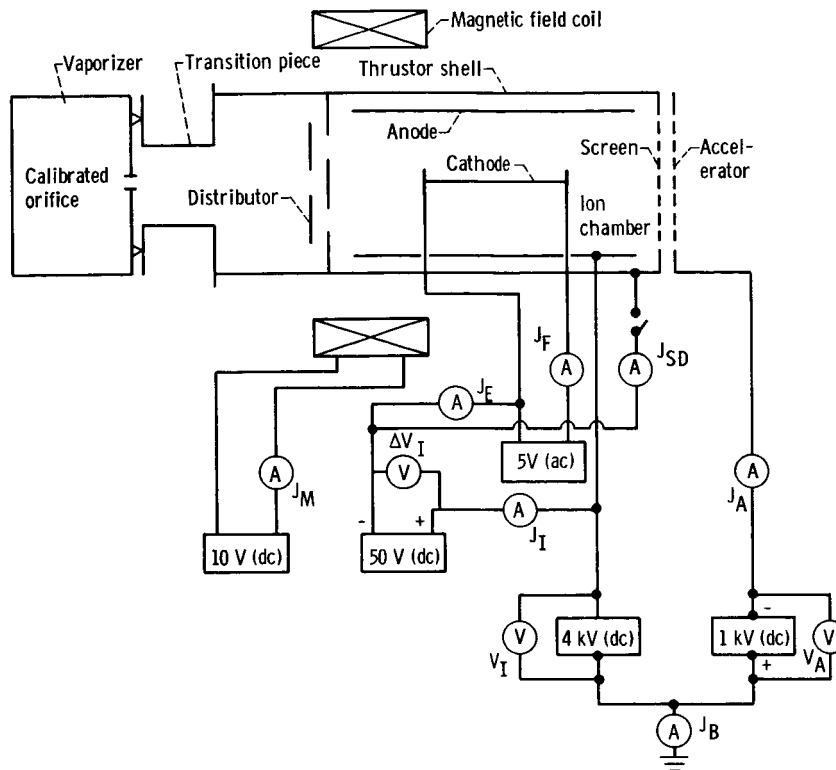 Magnetic field coil
Vaporizer
Transition piece
Thrustor shell
Anode
Screen
Accel-
erator
Cathode
Calibrated
orifice
Distributor
Ion
chamber
J_F
J_SD
J_E
A
A
A
ΔV_I
V
5V (ac)
A
J_M
A
J_A
- +
A
J_I
10 V (dc)
50 V (dc)
V
V_I
4 kV (dc)
-
1 kV (dc)
+
V
V_A
A
J_B